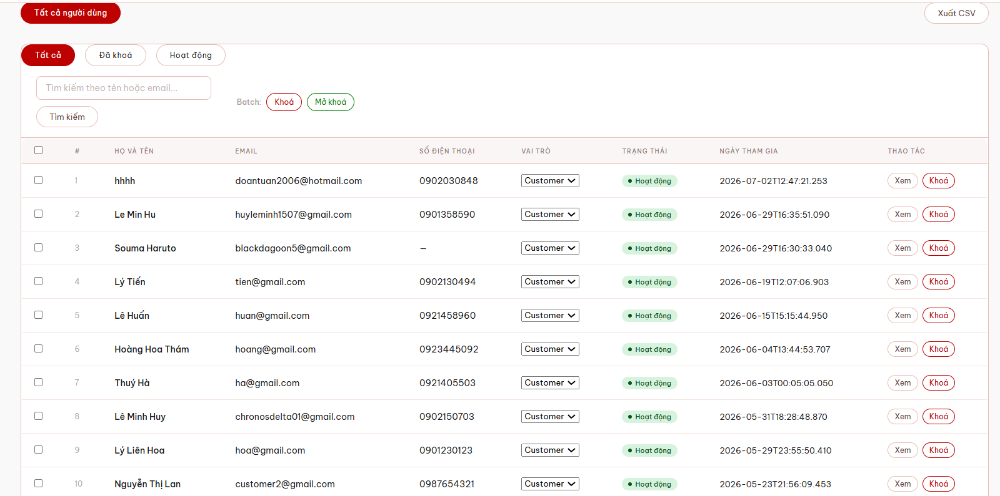 Tất cả người dùng Xuất CSV
Tất cả Đã khoá Hoạt động
Tìm kiếm theo tên hoặc email...
Batch: Khoá Mở khoá
Tìm kiếm
# HỌ VÀ TÊN EMAIL SỐ ĐIỆN THOẠI VAI TRÒ TRẠNG THÁI NGÀY THAM GIA THAO TÁC
1 hhhh doantuan2006@hotmail.com 0902030848 Customer Hoạt động 2026-07-02T12:47:21.253 Xem Khoá
2 Le Min Hu huyleminh1507@gmail.com 0901358590 Customer Hoạt động 2026-06-29T16:35:51.090 Xem Khoá
3 Souma Haruto blackdagoon5@gmail.com — Customer Hoạt động 2026-06-29T16:30:33.040 Xem Khoá
4 Lý Tiến tien@gmail.com 0902130494 Customer Hoạt động 2026-06-19T12:07:06.903 Xem Khoá
5 Lê Huấn huan@gmail.com 0921458960 Customer Hoạt động 2026-06-15T15:15:44.950 Xem Khoá
6 Hoàng Hoa Thám hoang@gmail.com 0923445092 Customer Hoạt động 2026-06-04T13:44:53.707 Xem Khoá
7 Thuý Hà ha@gmail.com 0921405503 Customer Hoạt động 2026-06-03T00:05:05.050 Xem Khoá
8 Lê Minh Huy chronosdelta01@gmail.com 0902150703 Customer Hoạt động 2026-05-31T18:28:48.870 Xem Khoá
9 Lý Liên Hoa hoa@gmail.com 0901230123 Customer Hoạt động 2026-05-29T23:55:50.410 Xem Khoá
10 Nguyễn Thị Lan customer2@gmail.com 0987654321 Customer Hoạt động 2026-05-23T21:56:09.453 Xem Khoá